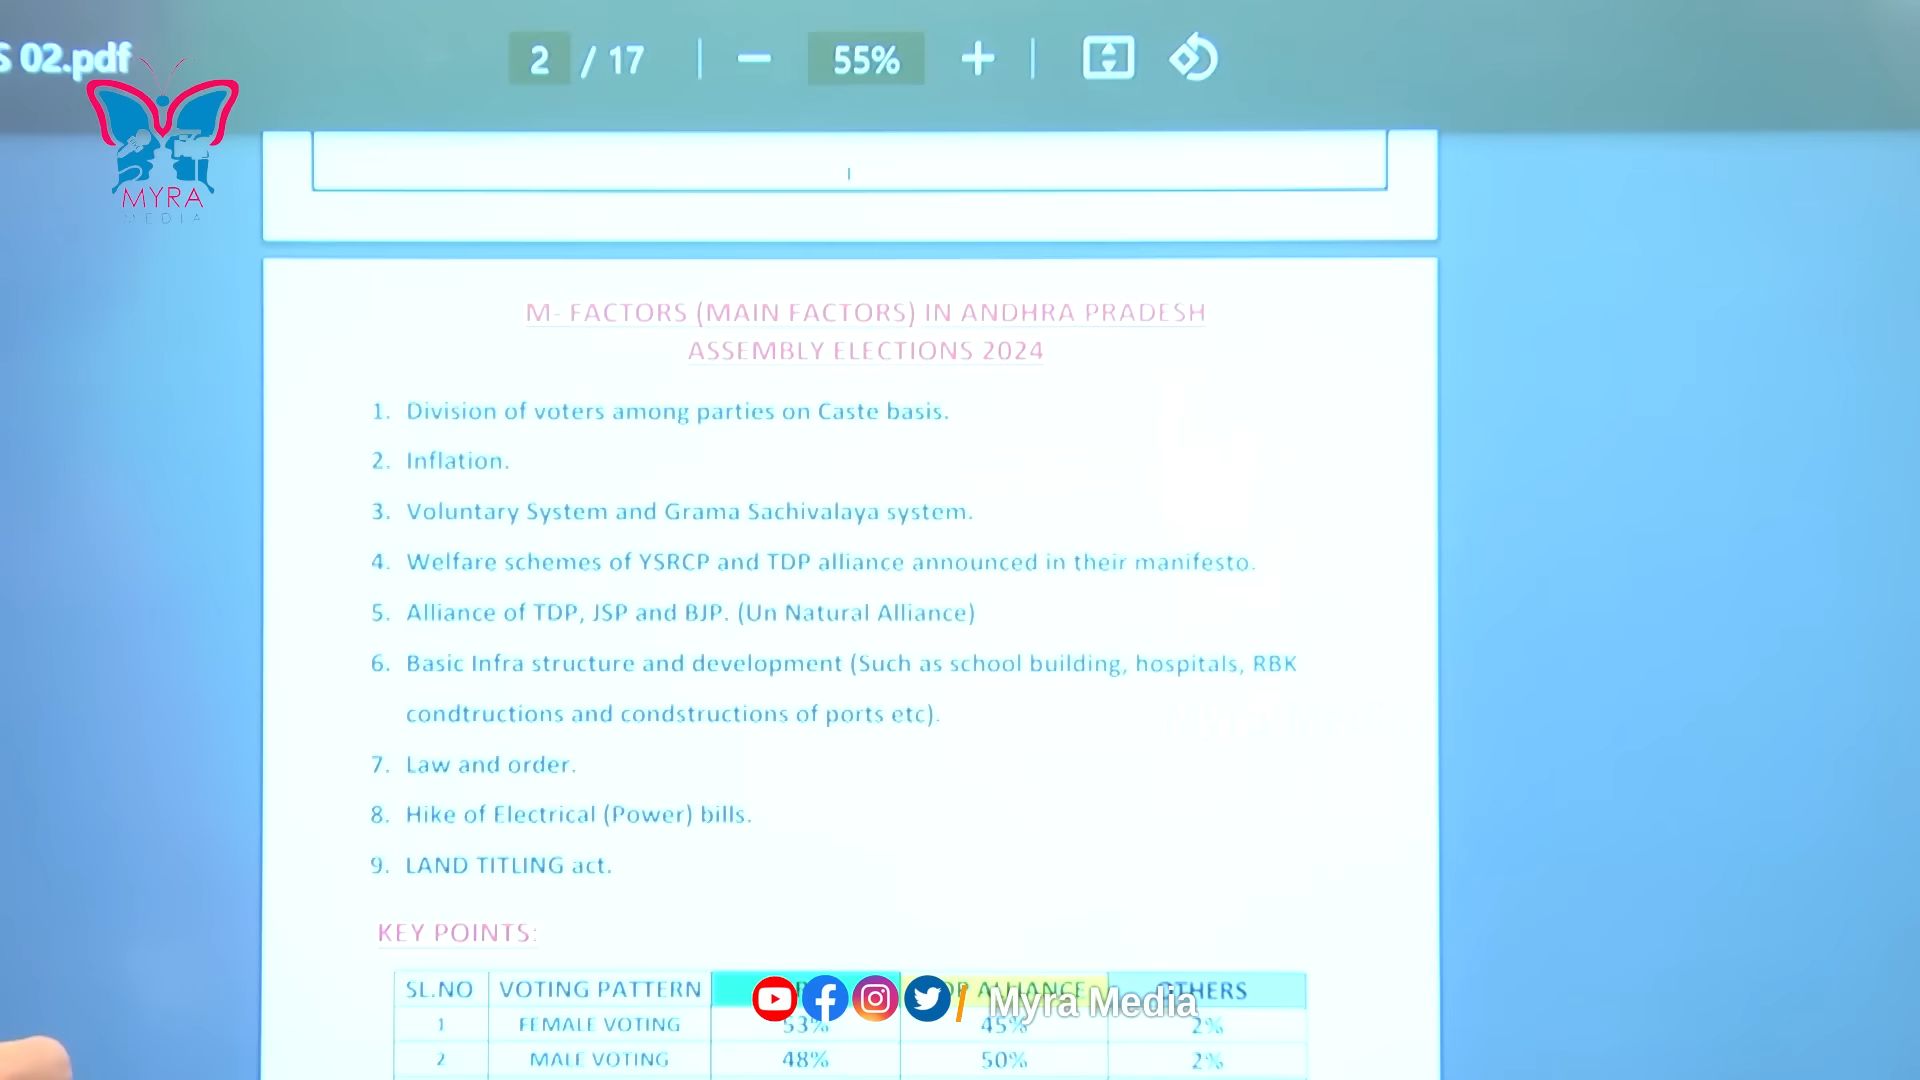 S 02.pdf
2 / 17
55%
MYRA
MEDIA
M- FACTORS (MAIN FACTORS) IN ANDHRA PRADESH
ASSEMBLY ELECTIONS 2024
1. Division of voters among parties on Caste basis.
2. Inflation.
3. Voluntary System and Grama Sachivalaya system.
4. Welfare schemes of YSRCP and TDP alliance announced in their manifesto.
5. Alliance of TDP, JSP and BJP. (Un Natural Alliance)
6. Basic Infra structure and development (Such as school building, hospitals, RBK
condtructions and condstructions of ports etc).
7. Law and order.
8. Hike of Electrical (Power) bills.
9. LAND TITLING act.
KEY POINTS:
SL.NO VOTING PATTERN ALLIANCE OTHERS
Myra Media
1 FEMALE VOTING 53% 45% 2%
2 MALE VOTING 48% 50% 2%